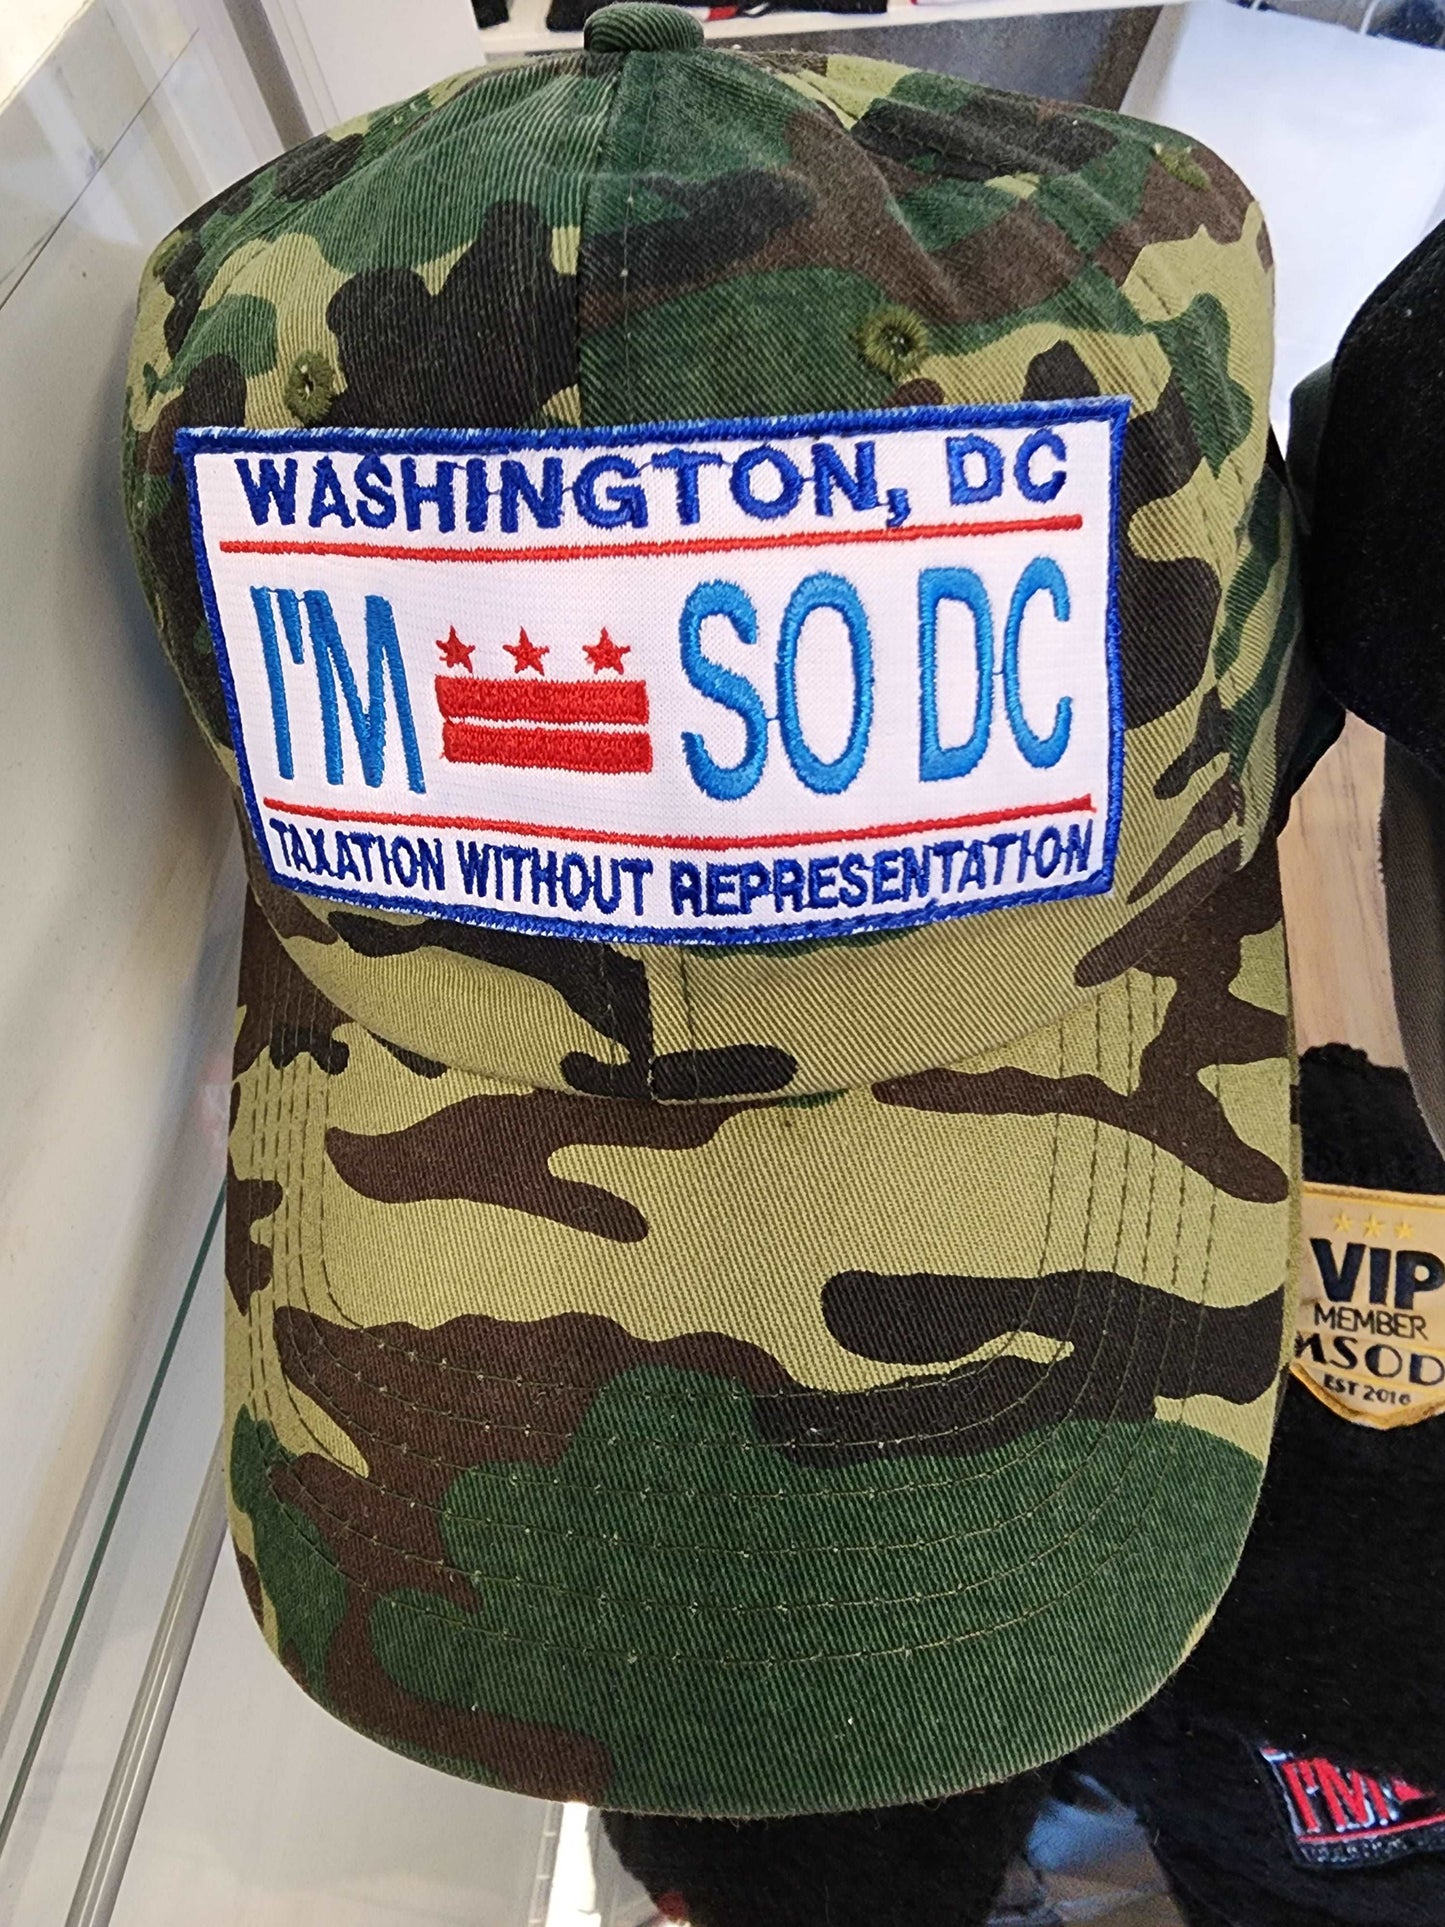 WASHINGTON, DC
I'M SO DC
TAXATION WITHOUT REPRESENTATION
VIP
MEMBER
EST 2016
I'M